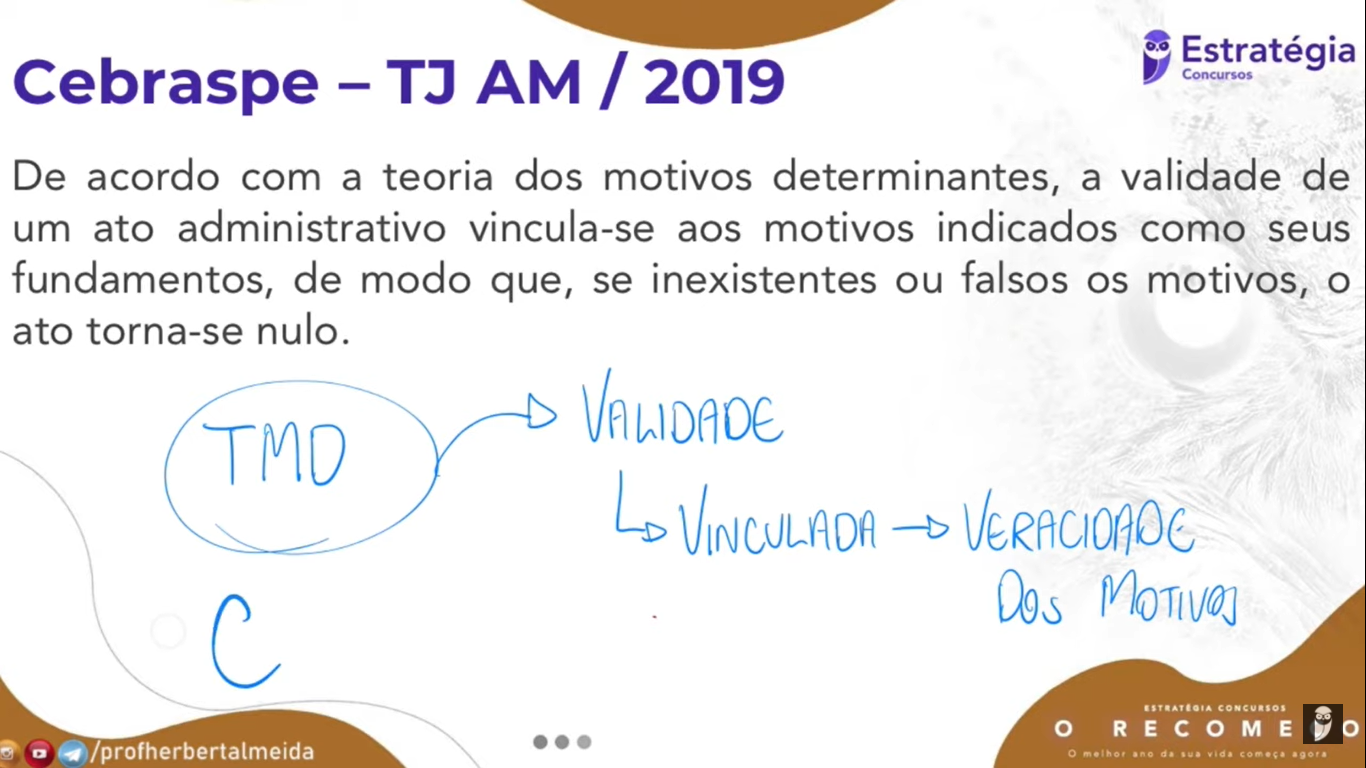 Cebraspe – TJ AM / 2019
Estratégia
Concursos
De acordo com a teoria dos motivos determinantes, a validade de
um ato administrativo vincula-se aos motivos indicados como seus
fundamentos, de modo que, se inexistentes ou falsos os motivos, o
ato torna-se nulo.
TMD
VALIDADE
VINCULADA
VERACIDADE
DOS MOTIVOS
C
ESTRATÉGIA CONCURSOS
O RECOMEÇO
O melhor ano da sua vida começa agora
/profherbertalmeida